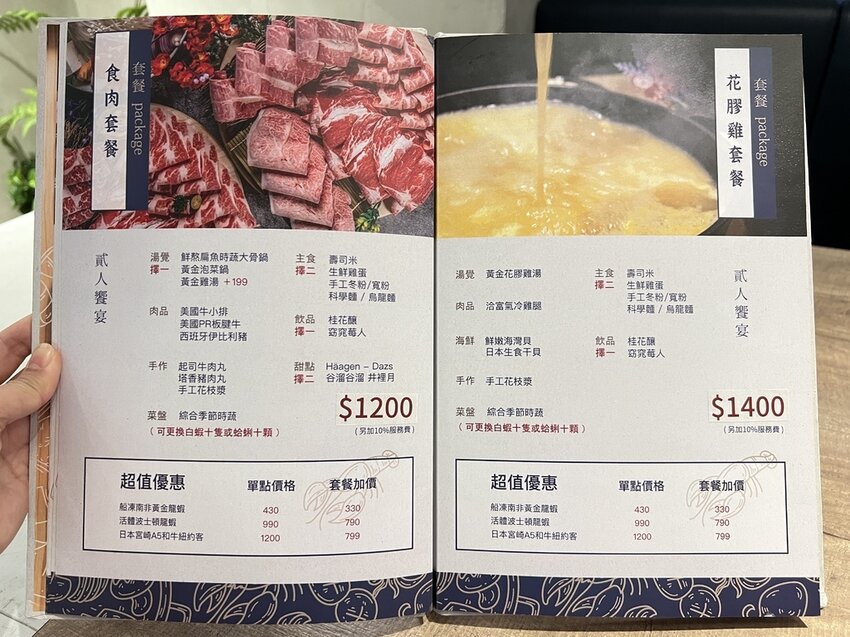 食肉套餐
套餐 package
貳人饗宴
湯覺 鮮熬扁魚時蔬大骨鍋
擇一 黃金泡菜鍋
黃金雞湯 +199
肉品 美國牛小排
美國PR板腱牛
西班牙伊比利豬
手作 起司牛肉丸
塔香豬肉丸
手工花枝漿
菜盤 綜合季節時蔬
(可更換白蝦十隻或蛤蜊十顆)
主食 壽司米
擇二 生鮮雞蛋
手工冬粉/寬粉
科學麵 / 烏龍麵
飲品 桂花釀
擇一 窈窕莓人
甜點 Häagen - Dazs
擇二 谷溜谷溜 井裡月
$1200
(另加10%服務費)
超值優惠 單點價格 套餐加價
船凍南非黃金龍蝦 430 330
活體波士頓龍蝦 990 790
日本宮崎A5和牛紐約客 1200 799
花膠雞套餐
套餐 package
貳人饗宴
湯覺 黃金花膠雞湯
肉品 洽富氣冷雞腿
海鮮 鮮嫩海灣貝
日本生食干貝
手作 手工花枝漿
菜盤 綜合季節時蔬
(可更換白蝦十隻或蛤蜊十顆)
主食 壽司米
擇二 生鮮雞蛋
手工冬粉/寬粉
科學麵 / 烏龍麵
飲品 桂花釀
擇一 窈窕莓人
$1400
(另加10%服務費)
超值優惠 單點價格 套餐加價
船凍南非黃金龍蝦 430 330
活體波士頓龍蝦 990 790
日本宮崎A5和牛紐約客 1200 799